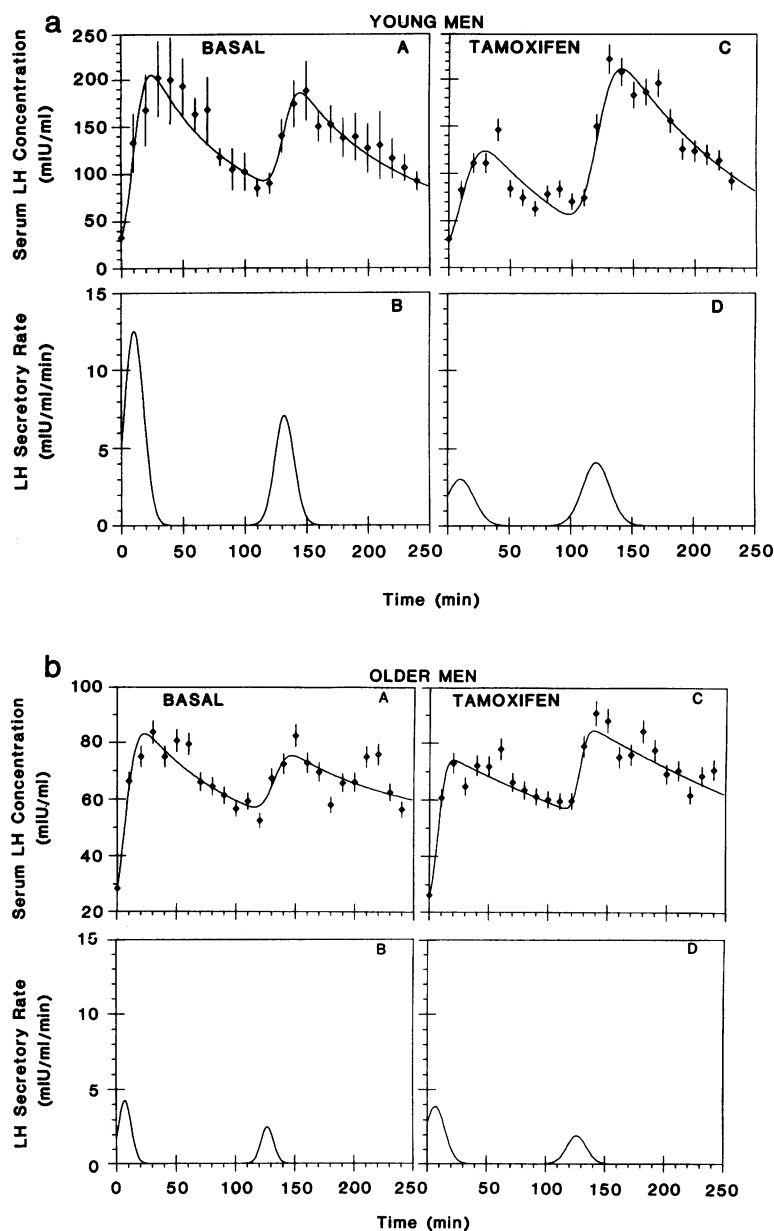 a
YOUNG MEN
BASAL A
TAMOXIFEN C
250
200
150
100
50
0
Serum LH Concentration
(mIU/ml)
B
D
15
10
5
0
LH Secretory Rate
(mIU/ml/min)
0 50 100 150 200 250
50 100 150 200 250
Time (min)
b
OLDER MEN
BASAL A
TAMOXIFEN C
100
80
60
40
20
Serum LH Concentration
(mIU/ml)
B
D
15
10
5
0
LH Secretory Rate
(mIU/ml/min)
0 50 100 150 200 250
50 100 150 200 250
Time (min)